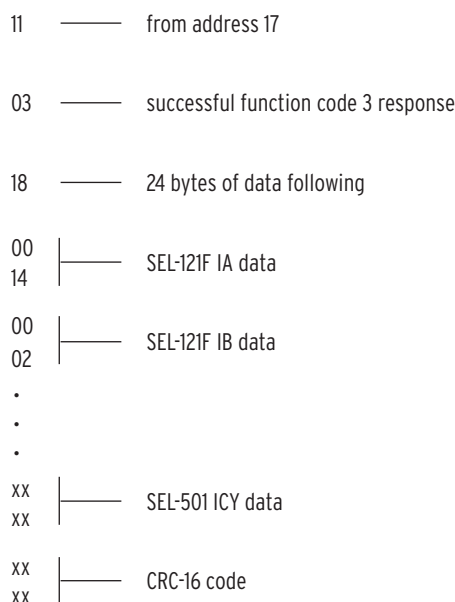 11 from address 17
03 successful function code 3 response
18 24 bytes of data following
00
14 SEL-121F IA data
00
02 SEL-121F IB data
.
.
.
xx
xx SEL-501 ICY data
xx
xx CRC-16 code